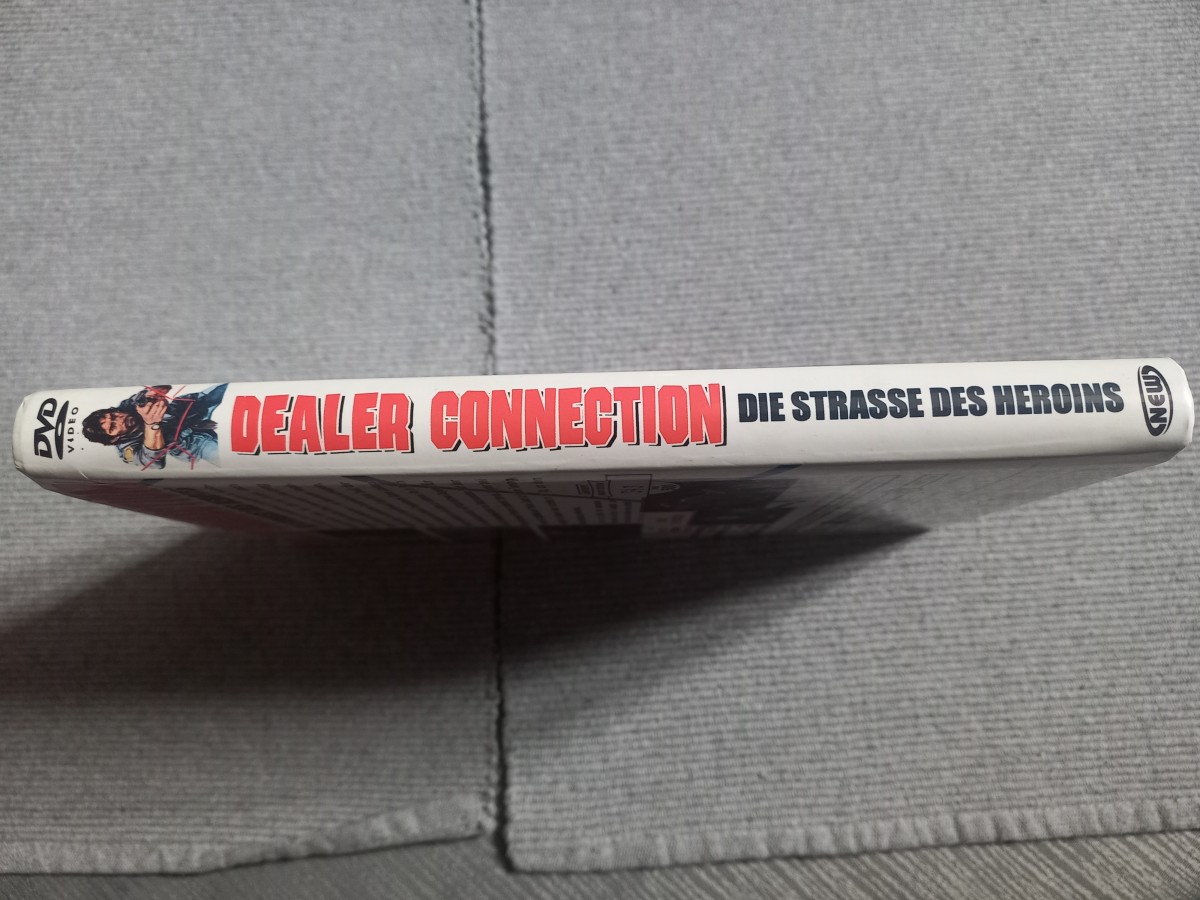 DVD
VIDEO
DEALER CONNECTION
DIE STRASSE DES HEROINS
NEW